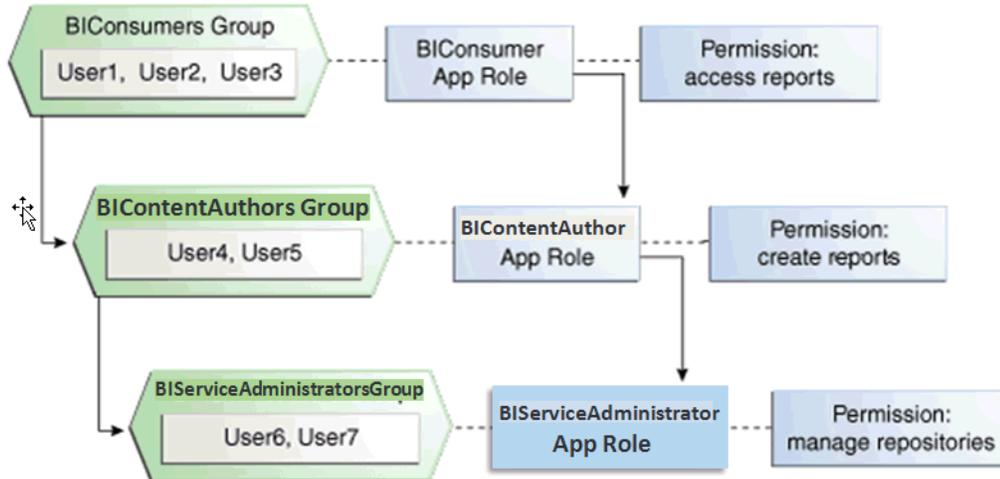 BIConsumers Group
User1, User2, User3
BIConsumer
App Role
Permission:
access reports
BIContentAuthors Group
User4, User5
BIContentAuthor
App Role
Permission:
create reports
BIServiceAdministratorsGroup
User6, User7
BIServiceAdministrator
App Role
Permission:
manage repositories